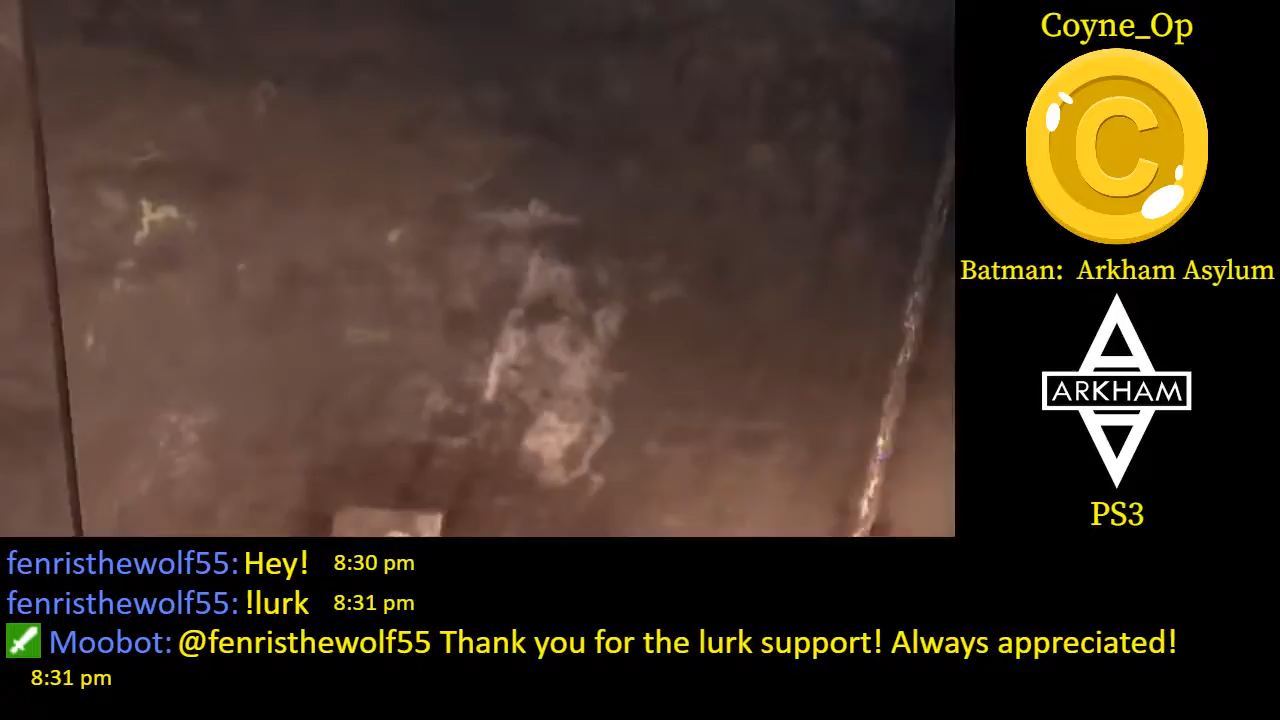 Coyne_Op
C
Batman: Arkham Asylum
ARKHAM
PS3
fenristhewolf55: Hey! 8:30 pm
fenristhewolf55: !lurk 8:31 pm
Moobot: @fenristhewolf55 Thank you for the lurk support! Always appreciated!
8:31 pm